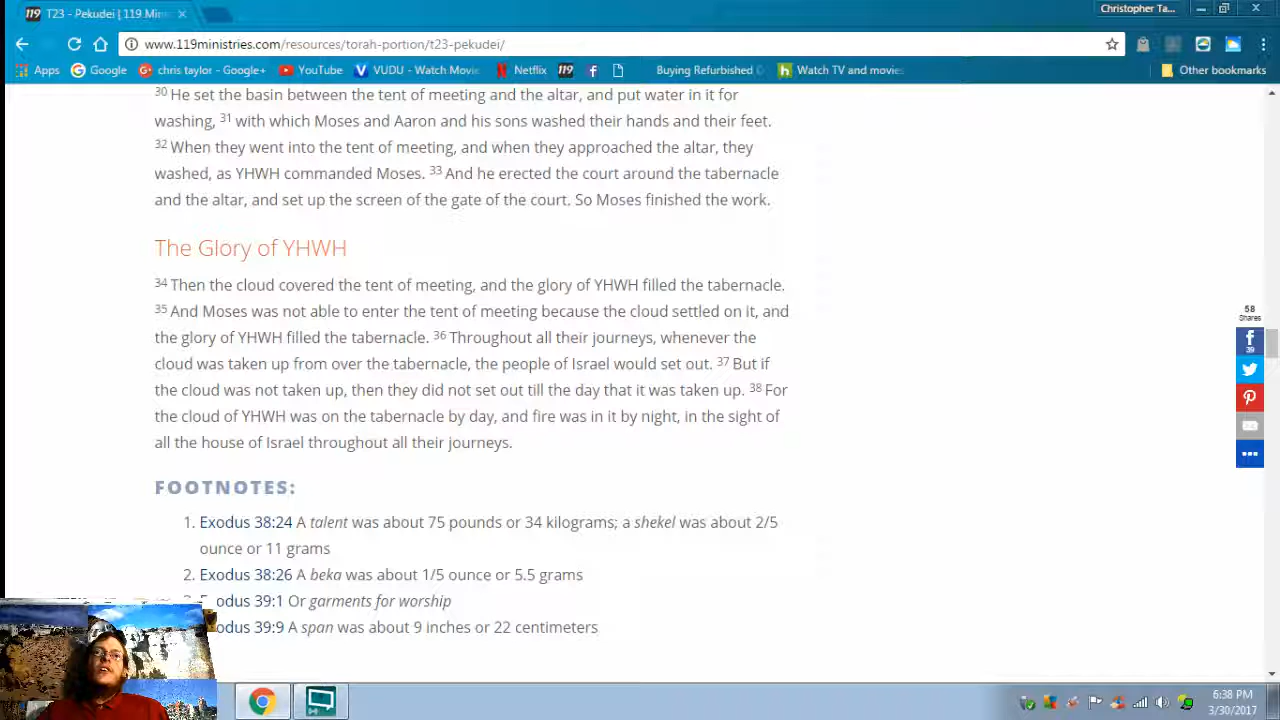 T23 - Pekudei | 119 Min
Christopher Ta...
www.119ministries.com/resources/torah-portion/t23-pekudei/
Apps Google chris taylor - Google+ YouTube VUDU - Watch Movie Netflix 119 Buying Refurbished Watch TV and movies Other bookmarks
30 He set the basin between the tent of meeting and the altar, and put water in it for
washing, 31 with which Moses and Aaron and his sons washed their hands and their feet.
32 When they went into the tent of meeting, and when they approached the altar, they
washed, as YHWH commanded Moses. 33 And he erected the court around the tabernacle
and the altar, and set up the screen of the gate of the court. So Moses finished the work.
The Glory of YHWH
34 Then the cloud covered the tent of meeting, and the glory of YHWH filled the tabernacle.
35 And Moses was not able to enter the tent of meeting because the cloud settled on it, and
the glory of YHWH filled the tabernacle. 36 Throughout all their journeys, whenever the
cloud was taken up from over the tabernacle, the people of Israel would set out. 37 But if
the cloud was not taken up, then they did not set out till the day that it was taken up. 38 For
the cloud of YHWH was on the tabernacle by day, and fire was in it by night, in the sight of
all the house of Israel throughout all their journeys.
58
Shares
39
FOOTNOTES:
1. Exodus 38:24 A talent was about 75 pounds or 34 kilograms; a shekel was about 2/5
ounce or 11 grams
2. Exodus 38:26 A beka was about 1/5 ounce or 5.5 grams
xodus 39:1 Or garments for worship
odus 39:9 A span was about 9 inches or 22 centimeters
6:38 PM
3/30/2017